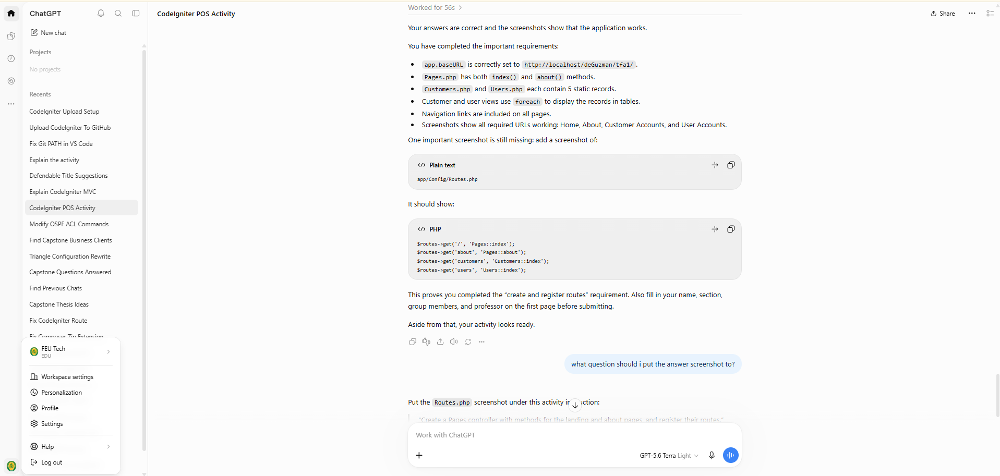 ChatGPT
New chat
Projects
No projects
Recents
CodeIgniter Upload Setup
Upload CodeIgniter To GitHub
Fix Git PATH in VS Code
Explain the activity
Defendable Title Suggestions
Explain CodeIgniter MVC
CodeIgniter POS Activity
Modify OSPF ACL Commands
Find Capstone Business Clients
Triangle Configuration Rewrite
Capstone Questions Answered
Find Previous Chats
Capstone Thesis Ideas
Fix CodeIgniter Route
Fix Composer Zip Extension
FEU Tech
EDU
Workspace settings
Personalization
Profile
Settings
Help
Log out
CodeIgniter POS Activity
Share
Worked for 56s
Your answers are correct and the screenshots show that the application works.
You have completed the important requirements:
• app.baseURL is correctly set to http://localhost/deGuzman/tfa1/.
• Pages.php has both index() and about() methods.
• Customers.php and Users.php each contain 5 static records.
• Customer and user views use foreach to display the records in tables.
• Navigation links are included on all pages.
• Screenshots show all required URLs working: Home, About, Customer Accounts, and User Accounts.
One important screenshot is still missing: add a screenshot of:
Plain text
app/Config/Routes.php
It should show:
PHP
$routes->get('/', 'Pages::index');
$routes->get('about', 'Pages::about');
$routes->get('customers', 'Customers::index');
$routes->get('users', 'Users::index');
This proves you completed the “create and register routes” requirement. Also fill in your name, section,
group members, and professor on the first page before submitting.
Aside from that, your activity looks ready.
what question should i put the answer screenshot to?
Put the Routes.php screenshot under this activity in uction:
“Create a Pages controller with methods for the landing and about pages, and register their routes.”
Work with ChatGPT
GPT-5.6 Terra Light